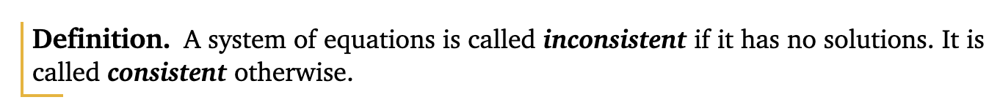 Definition. A system of equations is called inconsistent if it has no solutions. It is
called consistent otherwise.